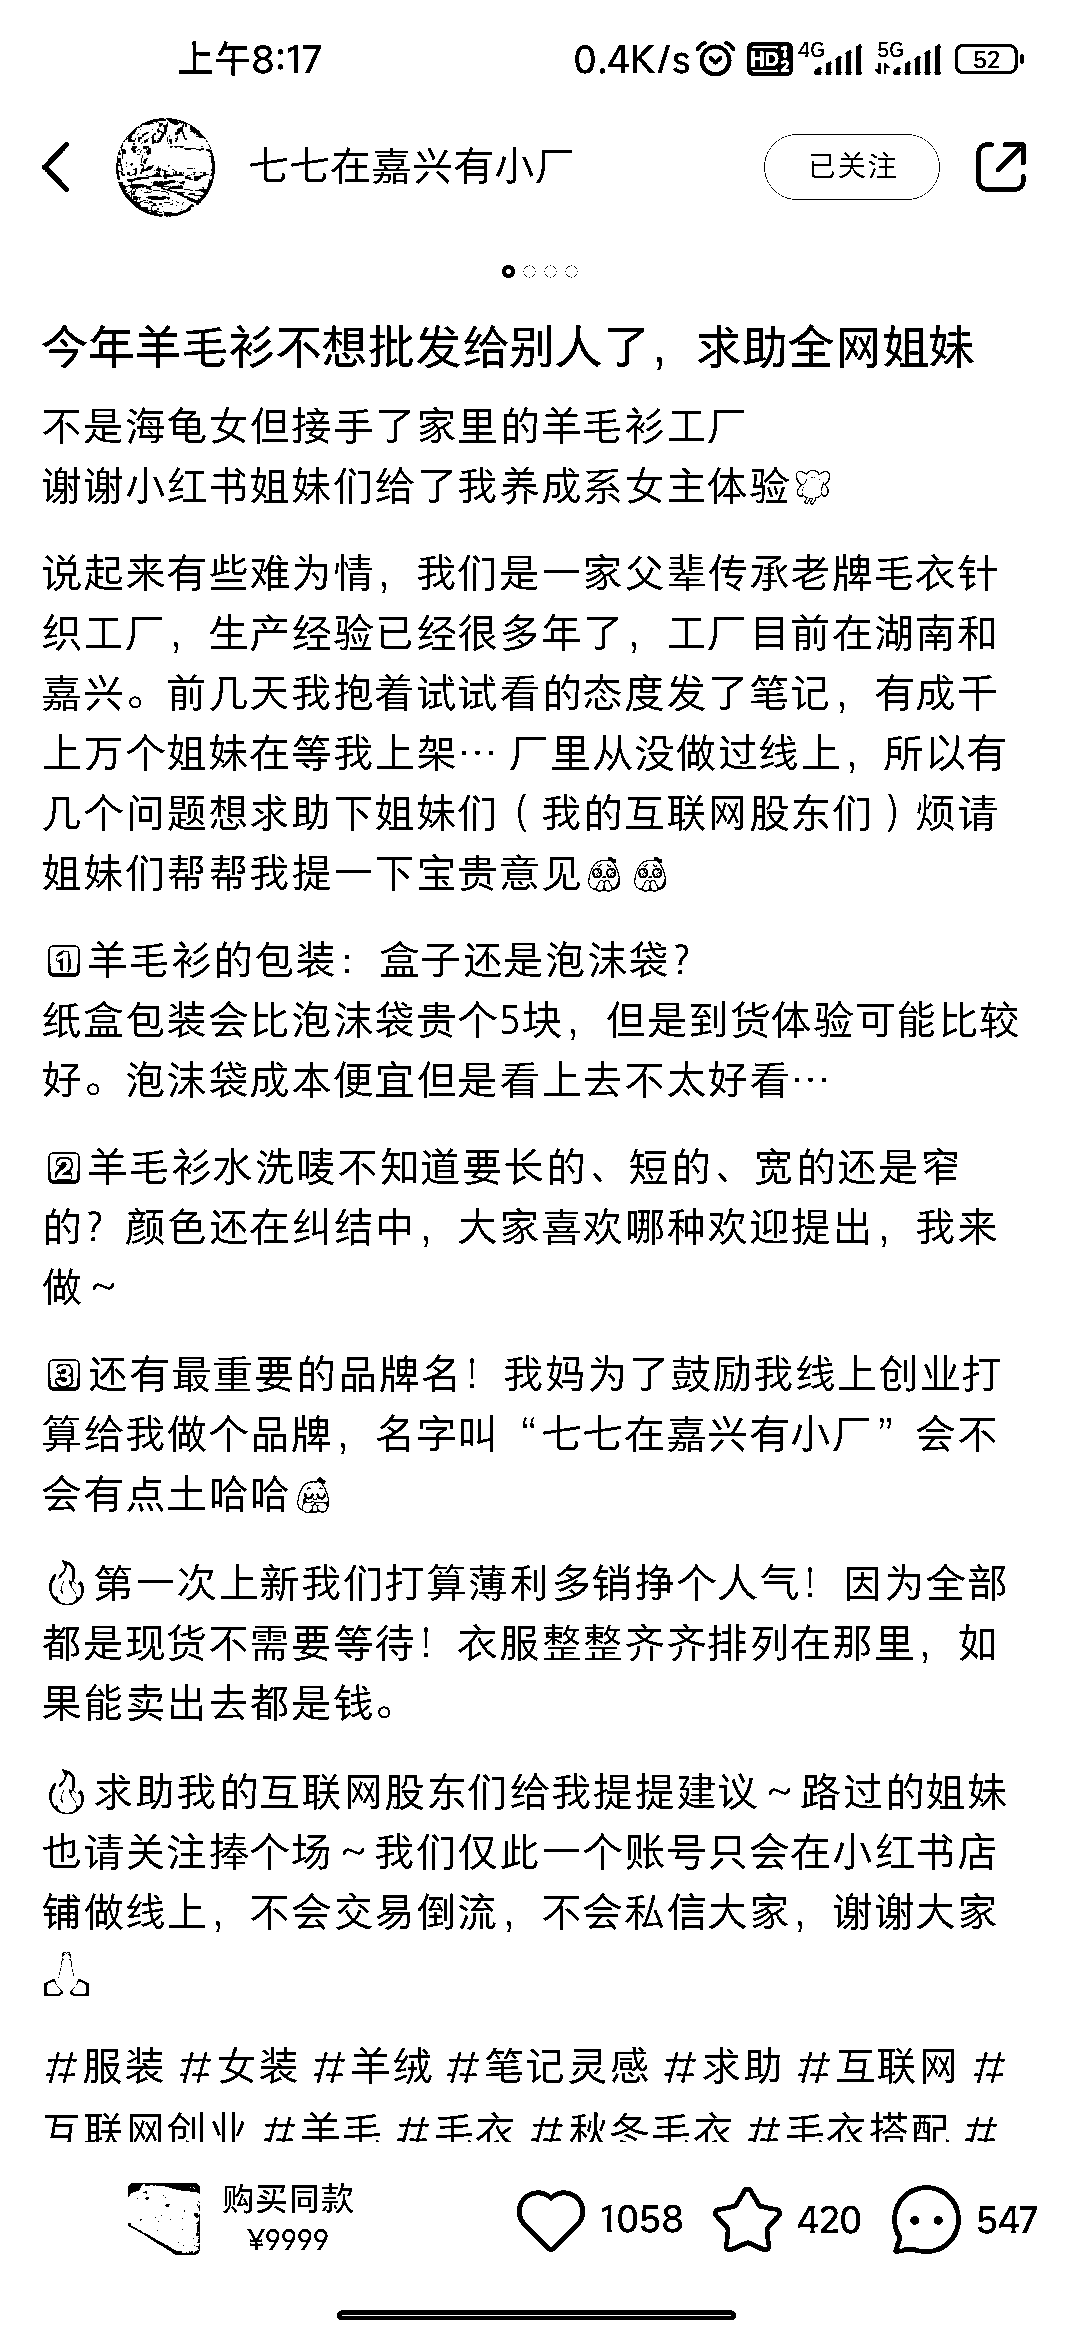 上午8:17
0.4K/s HD 1 2 4G 5G 52
七七在嘉兴有小厂
已关注
今年羊毛衫不想批发给别人了，求助全网姐妹
不是海龟女但接手了家里的羊毛衫工厂
谢谢小红书姐妹们给了我养成系女主体验
说起来有些难为情，我们是一家父辈传承老牌毛衣针
织工厂，生产经验已经很多年了，工厂目前在湖南和
嘉兴。前几天我抱着试试看的态度发了笔记，有成千
上万个姐妹在等我上架… 厂里从没做过线上，所以有
几个问题想求助下姐妹们（我的互联网股东们）烦请
姐妹们帮帮我提一下宝贵意见
1️⃣羊毛衫的包装：盒子还是泡沫袋？
纸盒包装会比泡沫袋贵个5块，但是到货体验可能比较
好。泡沫袋成本便宜但是看上去不太好看…
2️⃣羊毛衫水洗唛不知道要长的、短的、宽的还是窄
的？颜色还在纠结中，大家喜欢哪种欢迎提出，我来
做～
3️⃣还有最重要的品牌名！我妈为了鼓励我线上创业打
算给我做个品牌，名字叫“七七在嘉兴有小厂”会不
会有点土哈哈
🔥第一次上新我们打算薄利多销挣个人气！因为全部
都是现货不需要等待！衣服整整齐齐排列在那里，如
果能卖出去都是钱。
🔥求助我的互联网股东们给我提提建议～路过的姐妹
也请关注捧个场～我们仅此一个账号只会在小红书店
铺做线上，不会交易倒流，不会私信大家，谢谢大家
🙏
#服装 #女装 #羊绒 #笔记灵感 #求助 #互联网 #
互联网创业 #羊毛 #毛衣 #秋冬毛衣 #毛衣搭配 #
购买同款
¥9999
1058
420
547